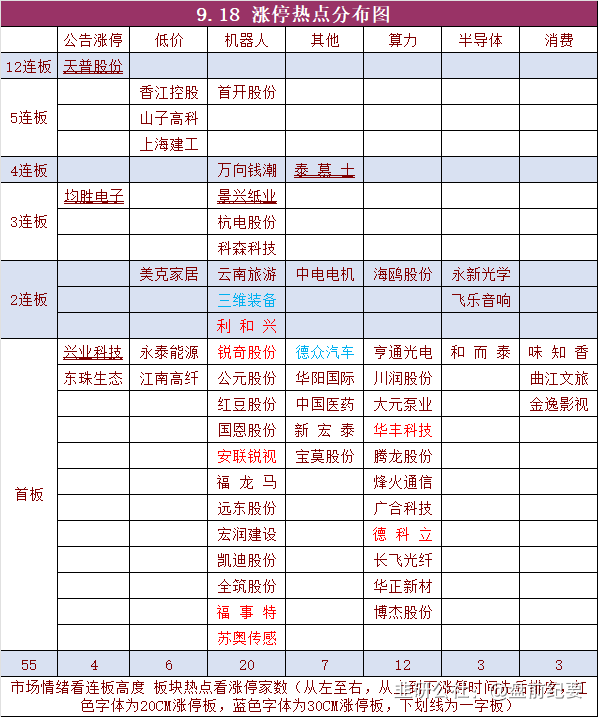 9.18 涨停热点分布图
公告涨停 低价 机器人 其他 算力 半导体 消费
12连板 天普股份
香江控股 首开股份
5连板 山子高科
上海建工
4连板 万向钱潮 泰慕士
均胜电子 景兴纸业
3连板 杭电股份
科森科技
美克家居 云南旅游 中电电机 海鸥股份 永新光学
2连板 三维装备 飞乐音响
利和兴
兴业科技 永泰能源 锐奇股份 德众汽车 亨通光电 和而泰 味知香
东珠生态 江南高纤 公元股份 华阳国际 川润股份 曲江文旅
红豆股份 中国医药 大元泵业 金逸影视
国恩股份 新宏泰 华丰科技
安联锐视 宝莫股份 腾龙股份
首板 福龙马 烽火通信
远东股份 广合科技
宏润建设 德科立
凯迪股份 长飞光纤
全筑股份 华正新材
福事特 博杰股份
苏奥传感
55 4 6 20 7 12 3 3
市场情绪看连板高度 板块热点看涨停家数（从左至右，从上到下涨停时间先后排序，红
色字体为20CM涨停板，蓝色字体为30CM涨停板，下划线为一字板）